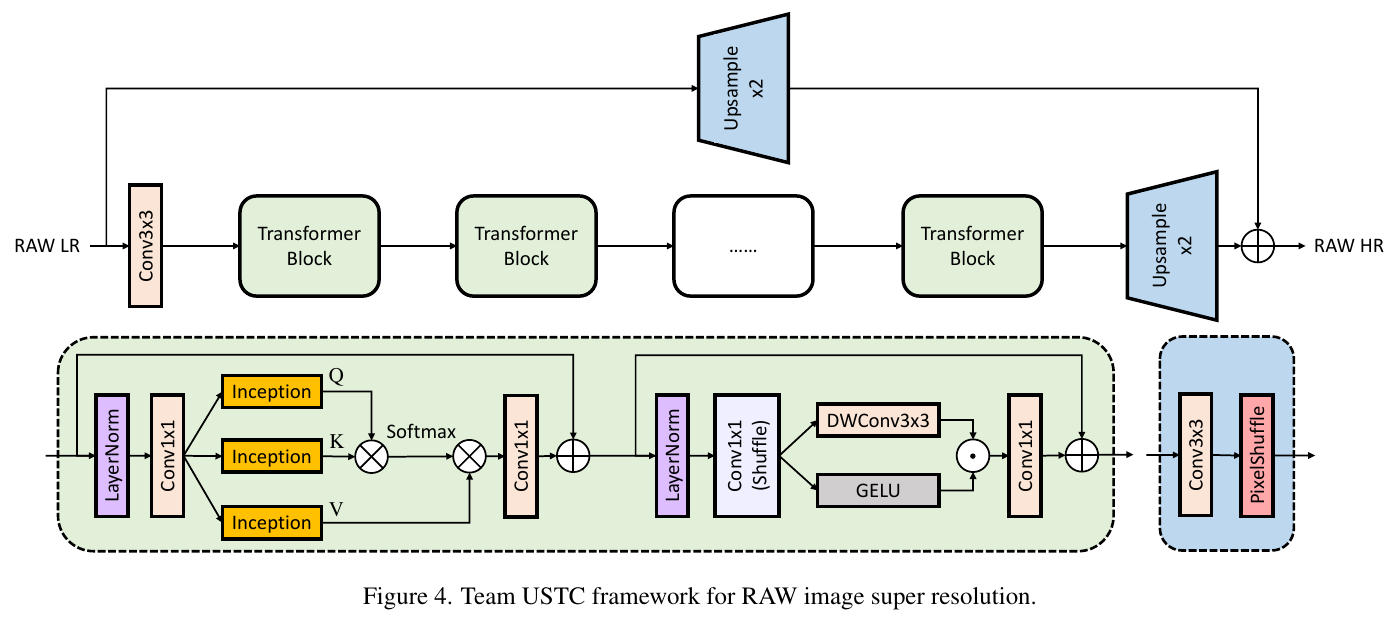 Upsample
x2
RAW LR
Conv3x3
Transformer
Block
Transformer
Block
......
Transformer
Block
Upsample
x2
RAW HR
LayerNorm
Conv1x1
Inception
Q
Inception
K
Inception
V
Softmax
Conv1x1
LayerNorm
Conv1x1
(Shuffle)
DWConv3x3
GELU
Conv1x1
Conv3x3
PixelShuffle
Figure 4. Team USTC framework for RAW image super resolution.